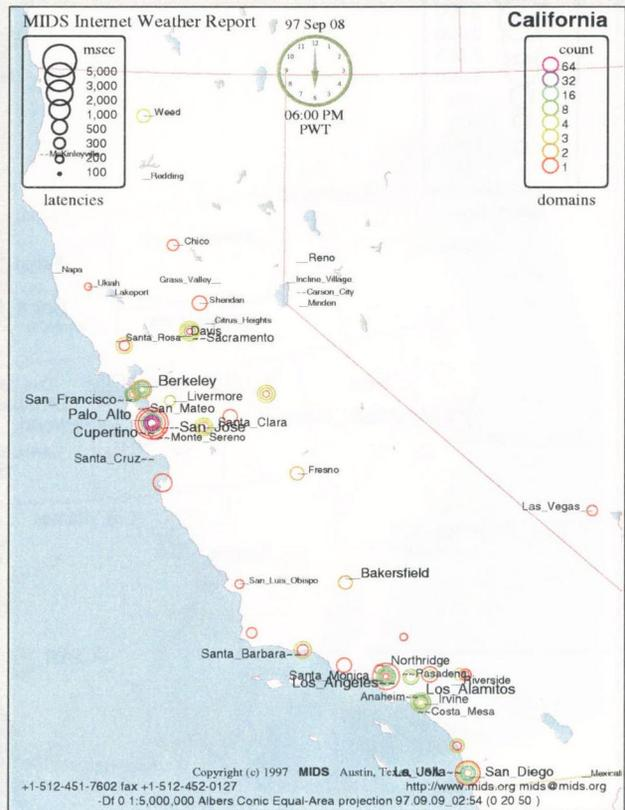 MIDS Internet Weather Report
97 Sep 08
California
msec
5,000
3,000
2,000
1,000
500
300
200
100
latencies
12
06:00 PM
PWT
count
64
32
16
8
4
3
2
1
domains
Weed
--McKinleyville
Redding
Chico
Reno
Napa
Ukiah
Lakeport
Grass_Valley
Incline_Village
--Carson_City
Minden
Sheridan
Citrus_Heights
Davis
Santa_Rosa
--Sacramento
Berkeley
San_Francisco--
Livermore
San_Mateo
Palo_Alto
Santa_Clara
Cupertino--
--San_Jose
--Monte_Sereno
Santa_Cruz--
Fresno
Las_Vegas
San_Luis_Obispo
Bakersfield
Santa_Barbara--
Northridge
Santa_Monica
--Pasadena
Riverside
Los_Angeles--
Los_Alamitos
Anaheim--
Irvine
--Costa_Mesa
La_Jolla--
San_Diego
Mexicali
Copyright (c) 1997 MIDS Austin, Texas, USA
+1-512-451-7602 fax +1-512-452-0127
http://www.mids.org mids@mids.org
-Df 0 1:5,000,000 Albers Conic Equal-Area projection 97.09.09_02:54 (0 20 50 )